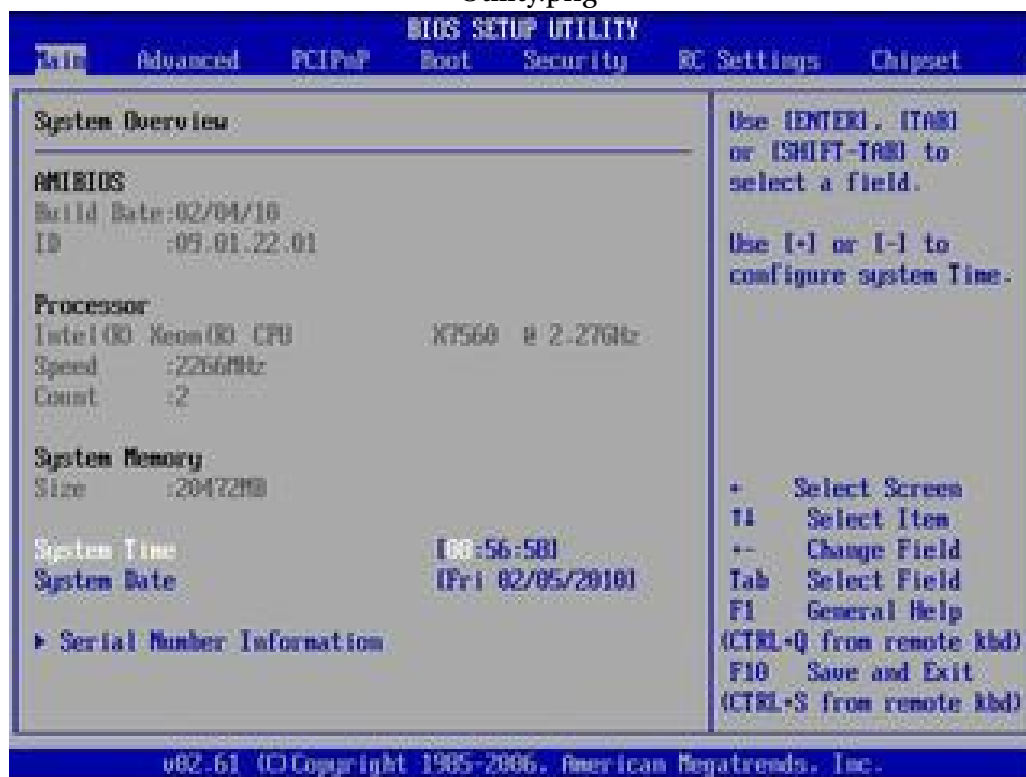 Utility.png
BIOS SETUP UTILITY
Main Advanced PCIPnP Boot Security RC Settings Chipset
System Overview
AMIBIOS
Build Date:02/04/10
ID :09.01.22.01
Processor
Intel(R) Xeon(R) CPU X7560 @ 2.27GHz
Speed :2266MHz
Count :2
System Memory
Size :20472MB
System Time [08:56:58]
System Date [Fri 02/05/2010]
Serial Number Information
Use [ENTER], [TAB]
or [SHIFT-TAB] to
select a field.
Use [+] or [-] to
configure system Time.
Select Screen
↑↓ Select Item
+- Change Field
Tab Select Field
F1 General Help
(CTRL+Q from remote kbd)
F10 Save and Exit
(CTRL+S from remote kbd)
v02.61 (C)Copyright 1985-2006, American Megatrends, Inc.